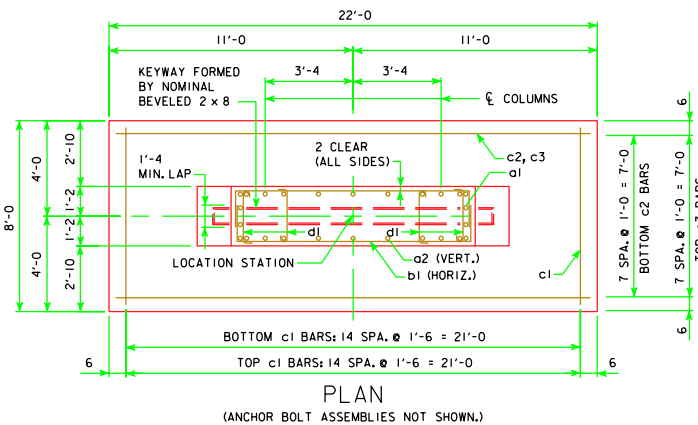 22'-0
11'-0
11'-0
KEYWAY FORMED
BY NOMINAL
BEVELED 2 x 8
3'-4
3'-4
℄ COLUMNS
1'-4
MIN. LAP
2 CLEAR
(ALL SIDES)
c2, c3
a1
8'-0
4'-0
4'-0
2'-10
1'-2
1'-2
2'-10
d1
d1
LOCATION STATION
a2 (VERT.)
b1 (HORIZ.)
c1
6
7 SPA. @ 1'-0 = 7'-0
BOTTOM c2 BARS
7 SPA. @ 1'-0 = 7'-0
6
BOTTOM c1 BARS: 14 SPA. @ 1'-6 = 21'-0
6
TOP c1 BARS: 14 SPA. @ 1'-6 = 21'-0
6
PLAN
(ANCHOR BOLT ASSEMBLIES NOT SHOWN.)